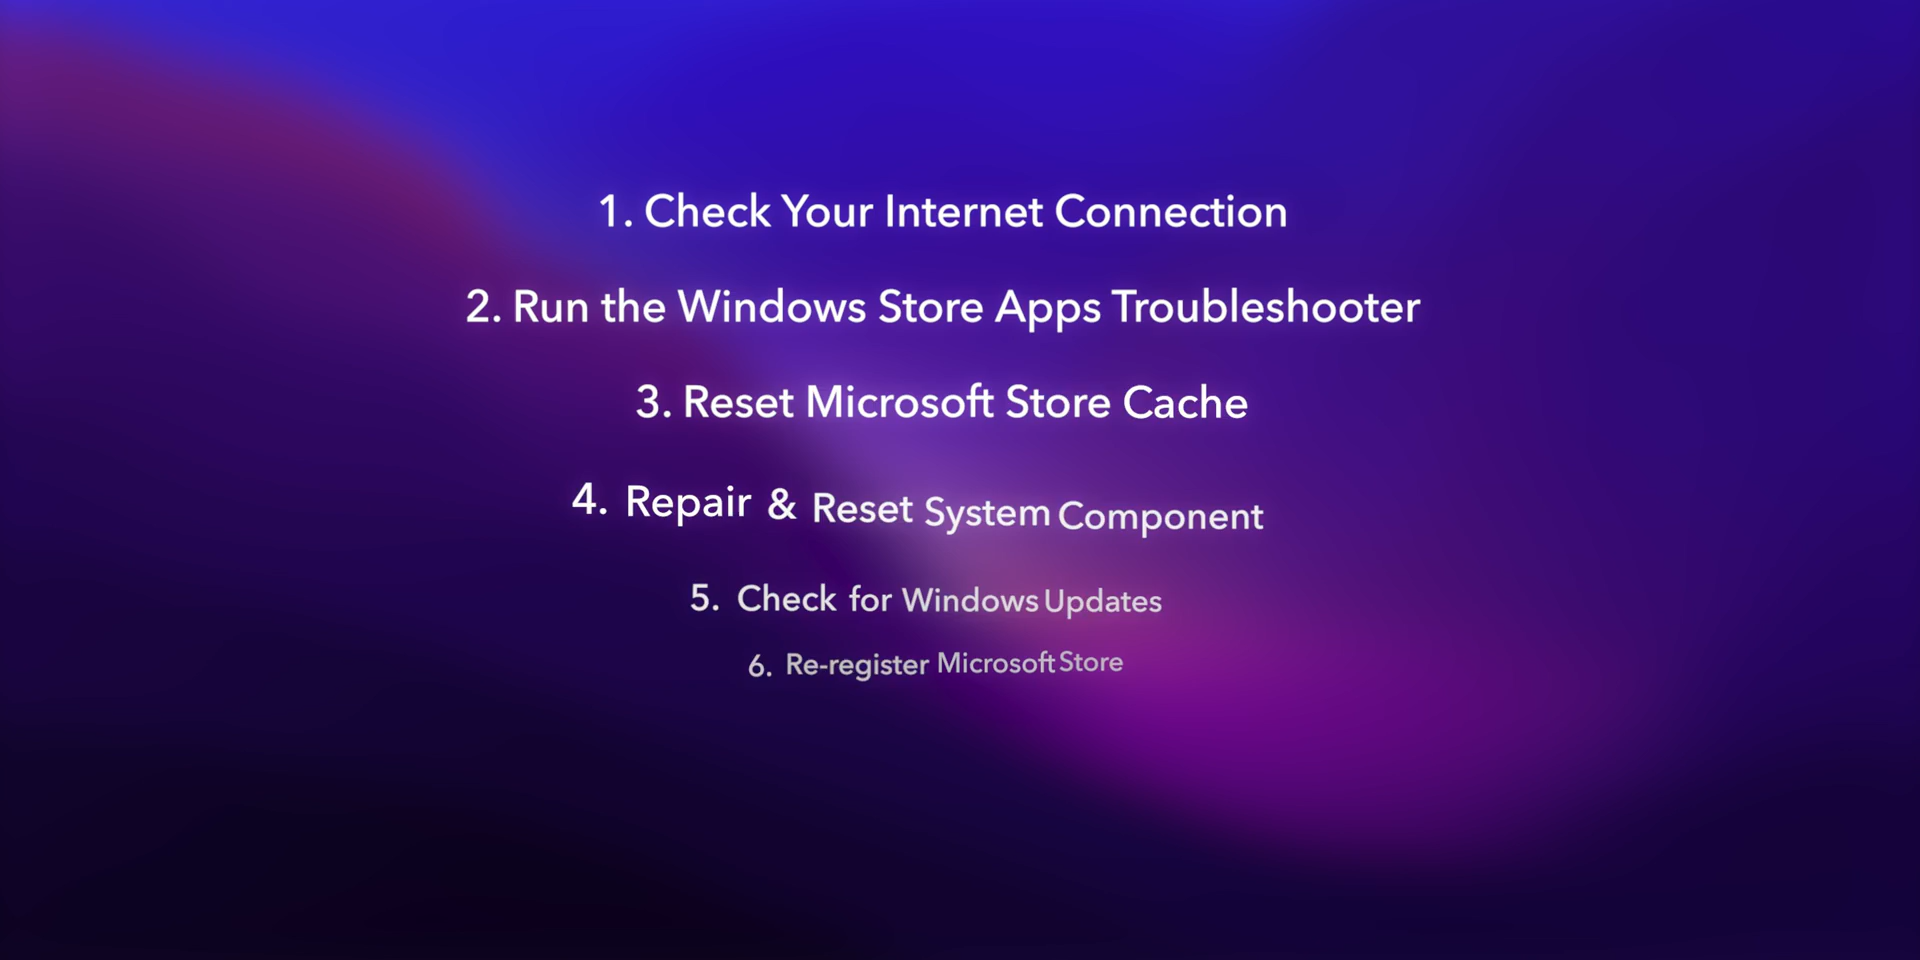 1. Check Your Internet Connection
2. Run the Windows Store Apps Troubleshooter
3. Reset Microsoft Store Cache
4. Repair & Reset System Component
5. Check for Windows Updates
6. Re-register Microsoft Store